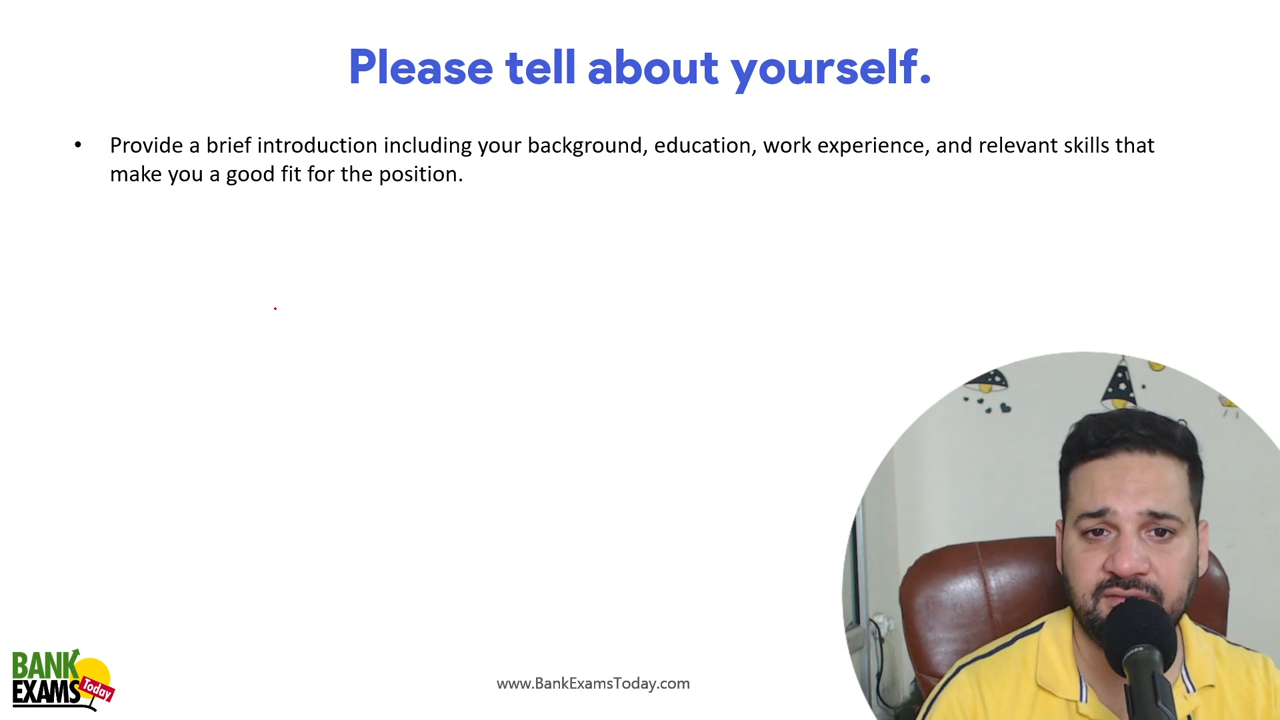 Please tell about yourself.
• Provide a brief introduction including your background, education, work experience, and relevant skills that
make you a good fit for the position.
BANK
EXAMS
Today
www.BankExamsToday.com